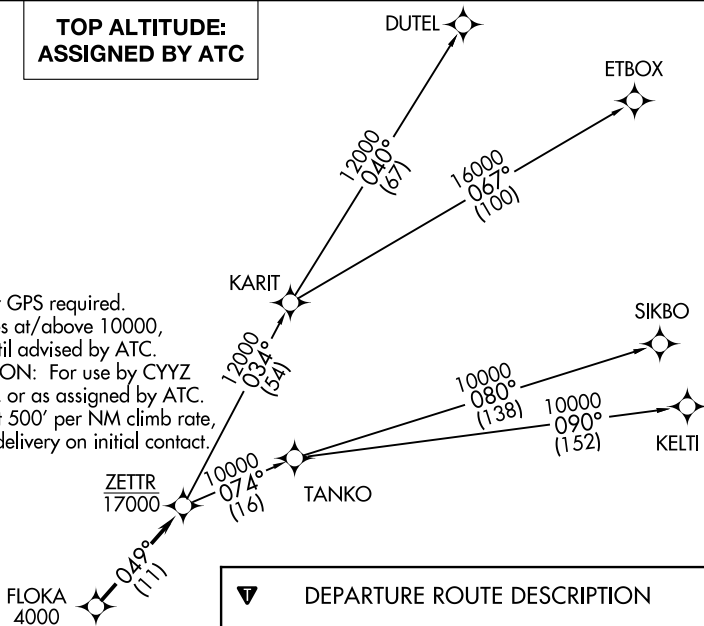 TOP ALTITUDE:
ASSIGNED BY ATC
DUTEL
ETBOX
12000
040°
(67)
16000
067°
(100)
KARIT
GPS required.
at/above 10000,
advised by ATC.
For use by CYYZ
or as assigned by ATC.
500' per NM climb rate,
delivery on initial contact.
12000
034°
(54)
SIKBO
10000
080°
(138)
10000
090°
(152)
KELTI
ZETTR
17000
10000
074°
(16)
TANKO
049°
(11)
FLOKA
4000
T DEPARTURE ROUTE DESCRIPTION